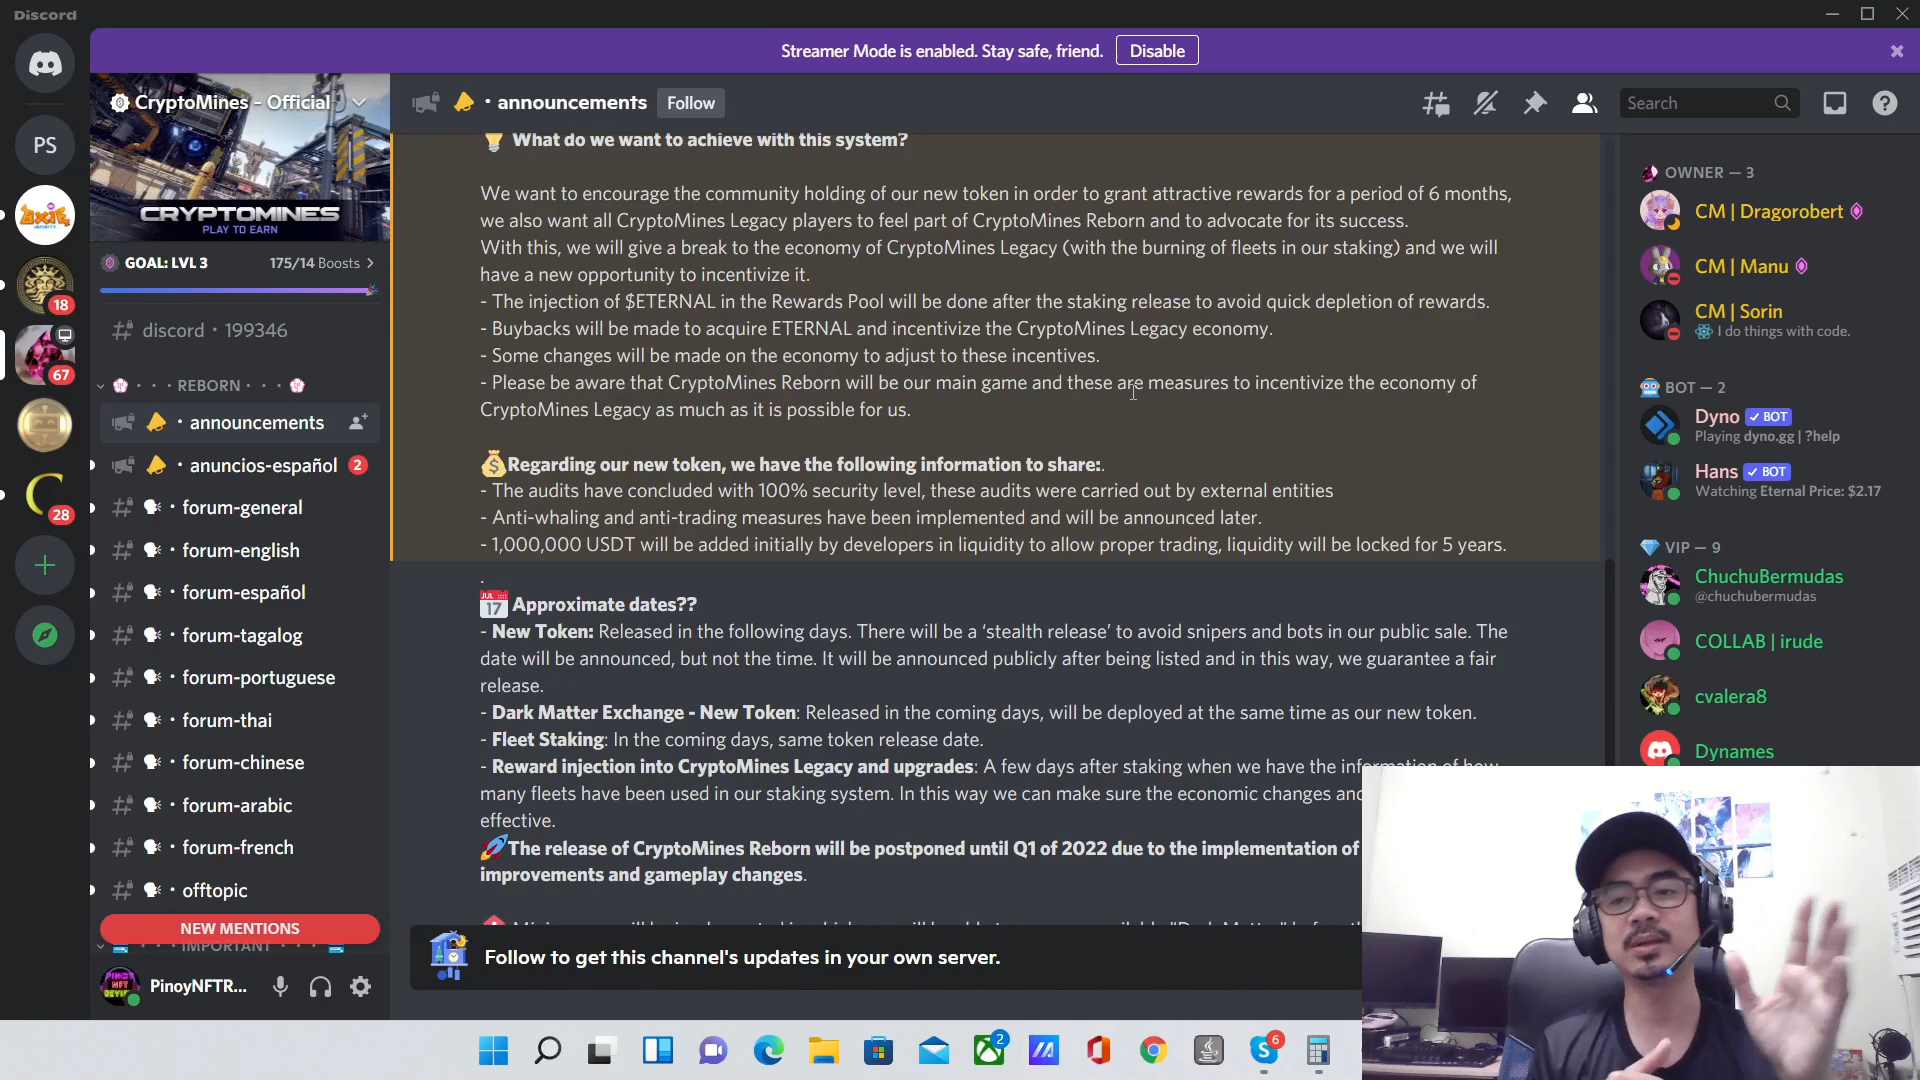 Discord
Streamer Mode is enabled. Stay safe, friend.
Disable
CryptoMines - Official
CRYPTOMINES
PLAY TO EARN
GOAL: LVL 3
175/14 Boosts
discord・199346
REBORN
announcements
anuncios-español
2
forum-general
forum-english
forum-español
forum-tagalog
forum-portuguese
forum-thai
forum-chinese
forum-arabic
forum-french
offtopic
NEW MENTIONS
IMPORTANT
PinoyNFTR...
PS
AXIE
INFINITY
18
67
28
announcements
Follow
Search
What do we want to achieve with this system?
We want to encourage the community holding of our new token in order to grant attractive rewards for a period of 6 months,
we also want all CryptoMines Legacy players to feel part of CryptoMines Reborn and to advocate for its success.
With this, we will give a break to the economy of CryptoMines Legacy (with the burning of fleets in our staking) and we will
have a new opportunity to incentivize it.
- The injection of $ETERNAL in the Rewards Pool will be done after the staking release to avoid quick depletion of rewards.
- Buybacks will be made to acquire ETERNAL and incentivize the CryptoMines Legacy economy.
- Some changes will be made on the economy to adjust to these incentives.
- Please be aware that CryptoMines Reborn will be our main game and these are measures to incentivize the economy of
CryptoMines Legacy as much as it is possible for us.
Regarding our new token, we have the following information to share:.
- The audits have concluded with 100% security level, these audits were carried out by external entities
- Anti-whaling and anti-trading measures have been implemented and will be announced later.
- 1,000,000 USDT will be added initially by developers in liquidity to allow proper trading, liquidity will be locked for 5 years.
.
JUL
17
Approximate dates??
- New Token: Released in the following days. There will be a ‘stealth release’ to avoid snipers and bots in our public sale. The
date will be announced, but not the time. It will be announced publicly after being listed and in this way, we guarantee a fair
release.
- Dark Matter Exchange - New Token: Released in the coming days, will be deployed at the same time as our new token.
- Fleet Staking: In the coming days, same token release date.
- Reward injection into CryptoMines Legacy and upgrades: A few days after staking when we have the information of how
many fleets have been used in our staking system. In this way we can make sure the economic changes and
effective.
The release of CryptoMines Reborn will be postponed until Q1 of 2022 due to the implementation of
improvements and gameplay changes.
Follow to get this channel's updates in your own server.
OWNER — 3
CM | Dragorobert
CM | Manu
CM | Sorin
I do things with code.
BOT — 2
Dyno
BOT
Playing dyno.gg | ?help
Hans
BOT
Watching Eternal Price: $2.17
VIP — 9
ChuchuBermudas
@chuchubermudas
COLLAB | irude
cvalera8
Dynames
2
6